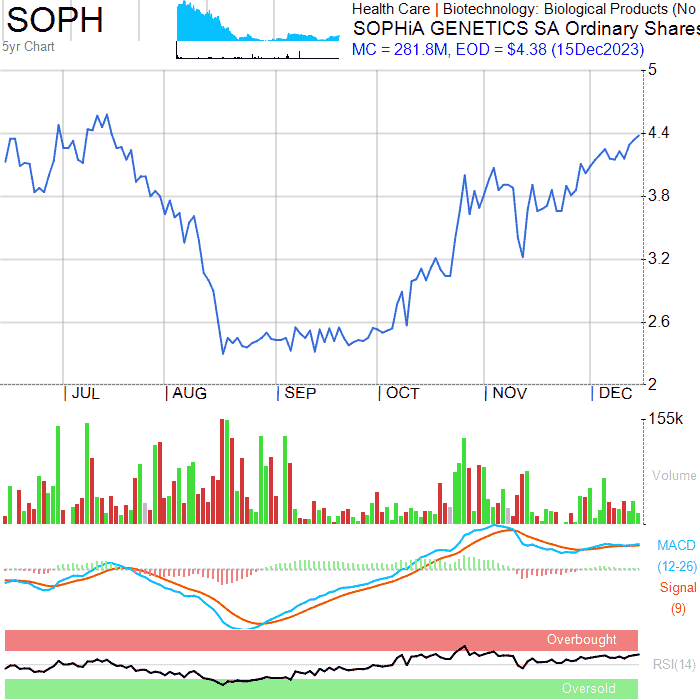 SOPH
5yr Chart
Health Care | Biotechnology: Biological Products (No
SOPHiA GENETICS SA Ordinary Shares
MC = 281.8M, EOD = $4.38 (15Dec2023)
5
4.4
3.8
3.2
2.6
2
JUL AUG SEP OCT NOV DEC
155k
Volume
MACD
(12-26)
Signal
(9)
Overbought
RSI(14)
Oversold